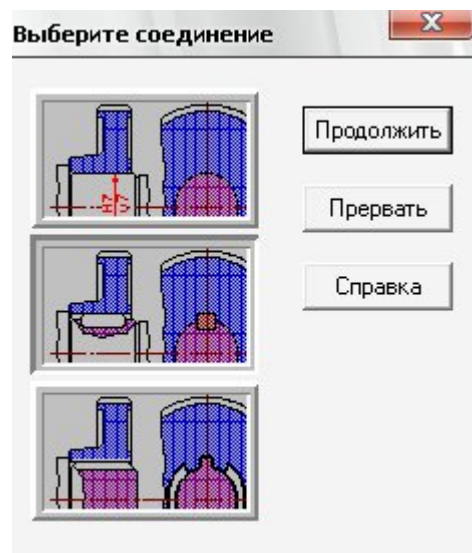 Выберите соединение
Продолжить
Прервать
Справка